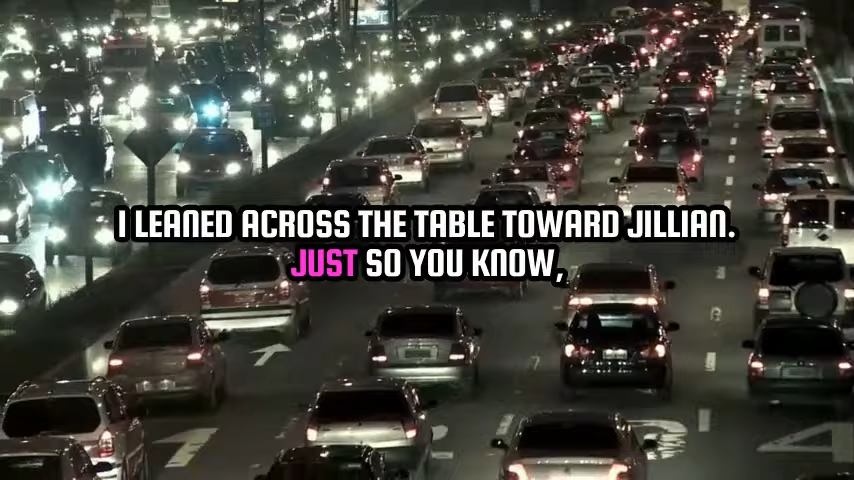 I LEANED ACROSS THE TABLE TOWARD JILLIAN.
JUST SO YOU KNOW,